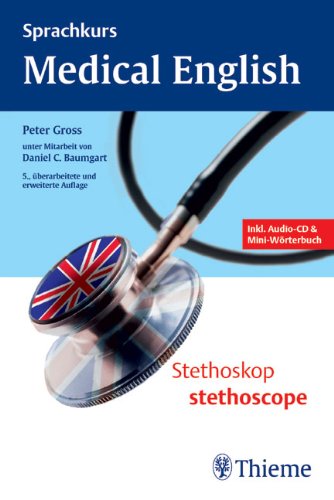 Sprachkurs
Medical English
Peter Gross
unter Mitarbeit von
Daniel C. Baumgart
5., überarbeitete und
erweiterte Auflage
Inkl. Audio-CD &
Mini-Wörterbuch
Stethoskop
stethoscope
Thieme